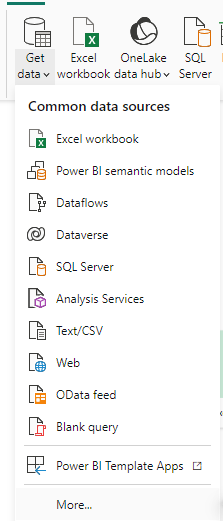 Get data
Excel workbook
OneLake data hub
SQL Server
Common data sources
Excel workbook
Power BI semantic models
Dataflows
Dataverse
SQL Server
Analysis Services
Text/CSV
Web
OData feed
Blank query
Power BI Template Apps
More...